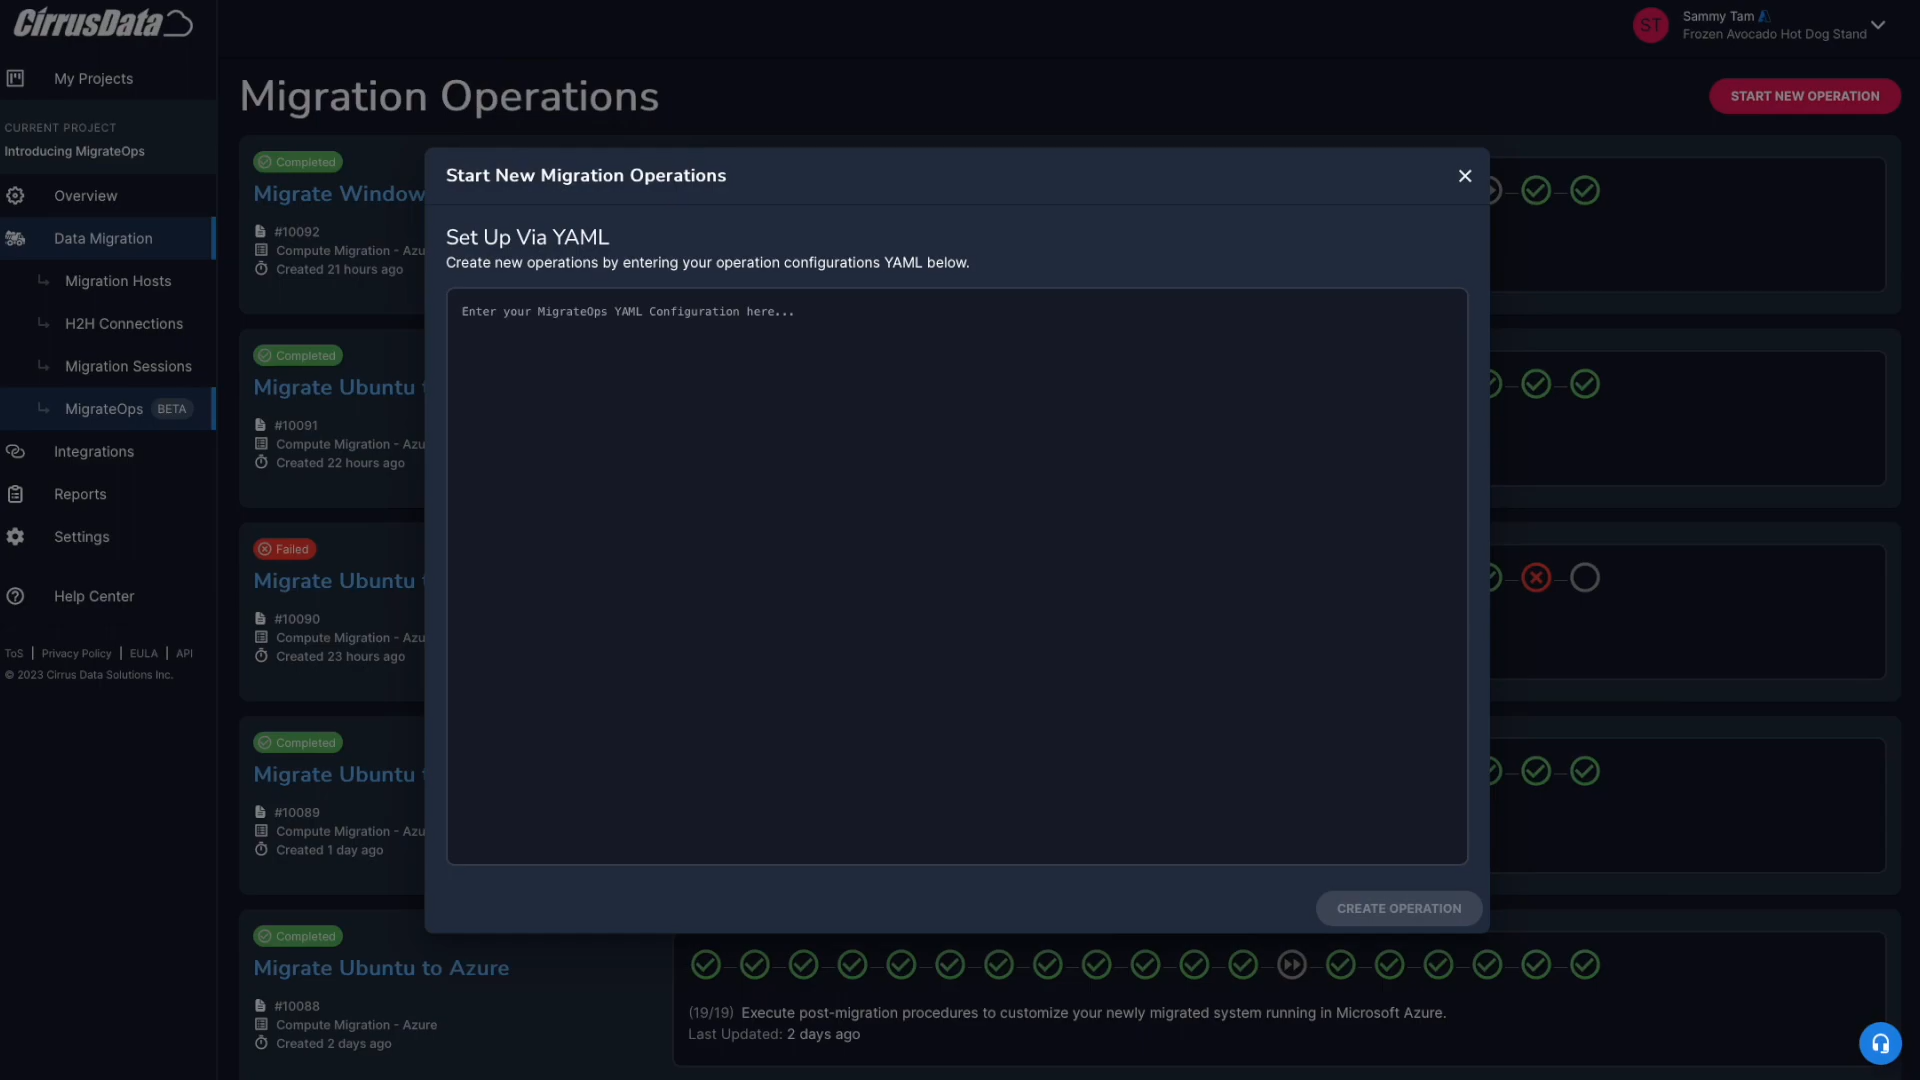 CirrusData
ST
Sammy Tam
Frozen Avocado Hot Dog Stand
My Projects
CURRENT PROJECT
Introducing MigrateOps
Overview
Data Migration
Migration Hosts
H2H Connections
Migration Sessions
MigrateOps BETA
Integrations
Reports
Settings
Help Center
ToS | Privacy Policy | EULA | API
© 2023 Cirrus Data Solutions Inc.
Migration Operations
START NEW OPERATION
Completed
Migrate Window
#10092
Compute Migration - Azu
Created 21 hours ago
Completed
Migrate Ubuntu
#10091
Compute Migration - Azu
Created 22 hours ago
Failed
Migrate Ubuntu
#10090
Compute Migration - Azu
Created 23 hours ago
Completed
Migrate Ubuntu
#10089
Compute Migration - Azu
Created 1 day ago
Completed
Migrate Ubuntu to Azure
#10088
Compute Migration - Azure
Created 2 days ago
(19/19) Execute post-migration procedures to customize your newly migrated system running in Microsoft Azure.
Last Updated: 2 days ago
Start New Migration Operations
Set Up Via YAML
Create new operations by entering your operation configurations YAML below.
Enter your MigrateOps YAML Configuration here...
CREATE OPERATION